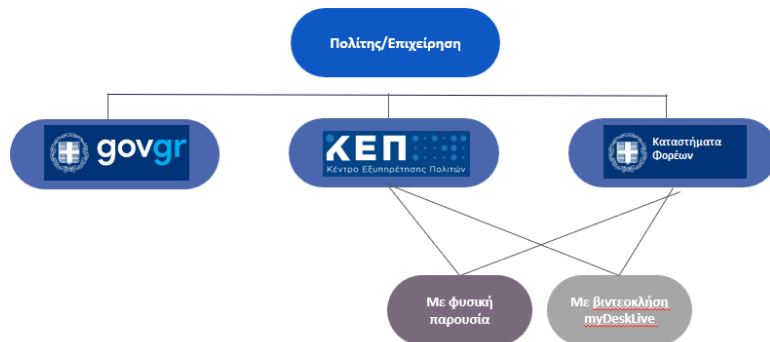 Πολίτης/Επιχείρηση
govgr
ΚΕΠ
Κέντρο Εξυπηρέτησης Πολιτών
Καταστήματα
Φορέων
Με φυσική
παρουσία
Με βιντεοκλήση
myDeskLive